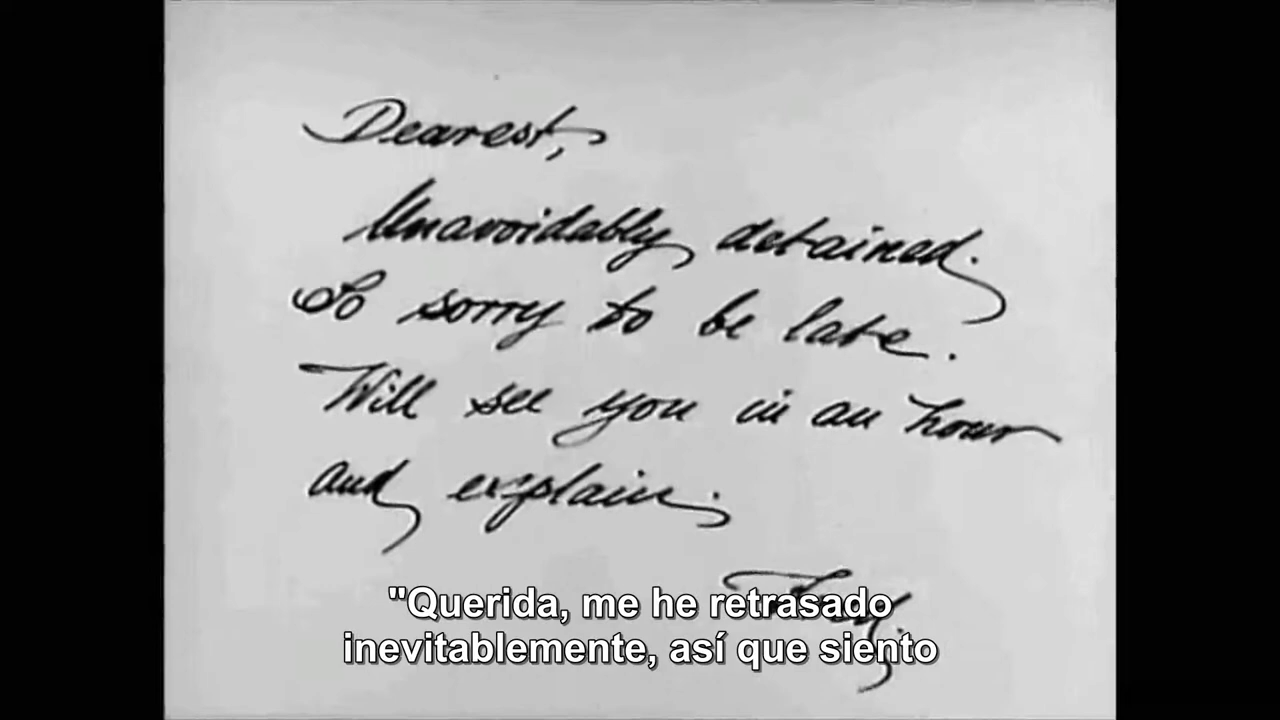 Dearest,
Unavoidably detained.
So sorry to be late.
Will see you in an hour
and explain.
"Querida, me he retrasado
inevitablemente, así que siento